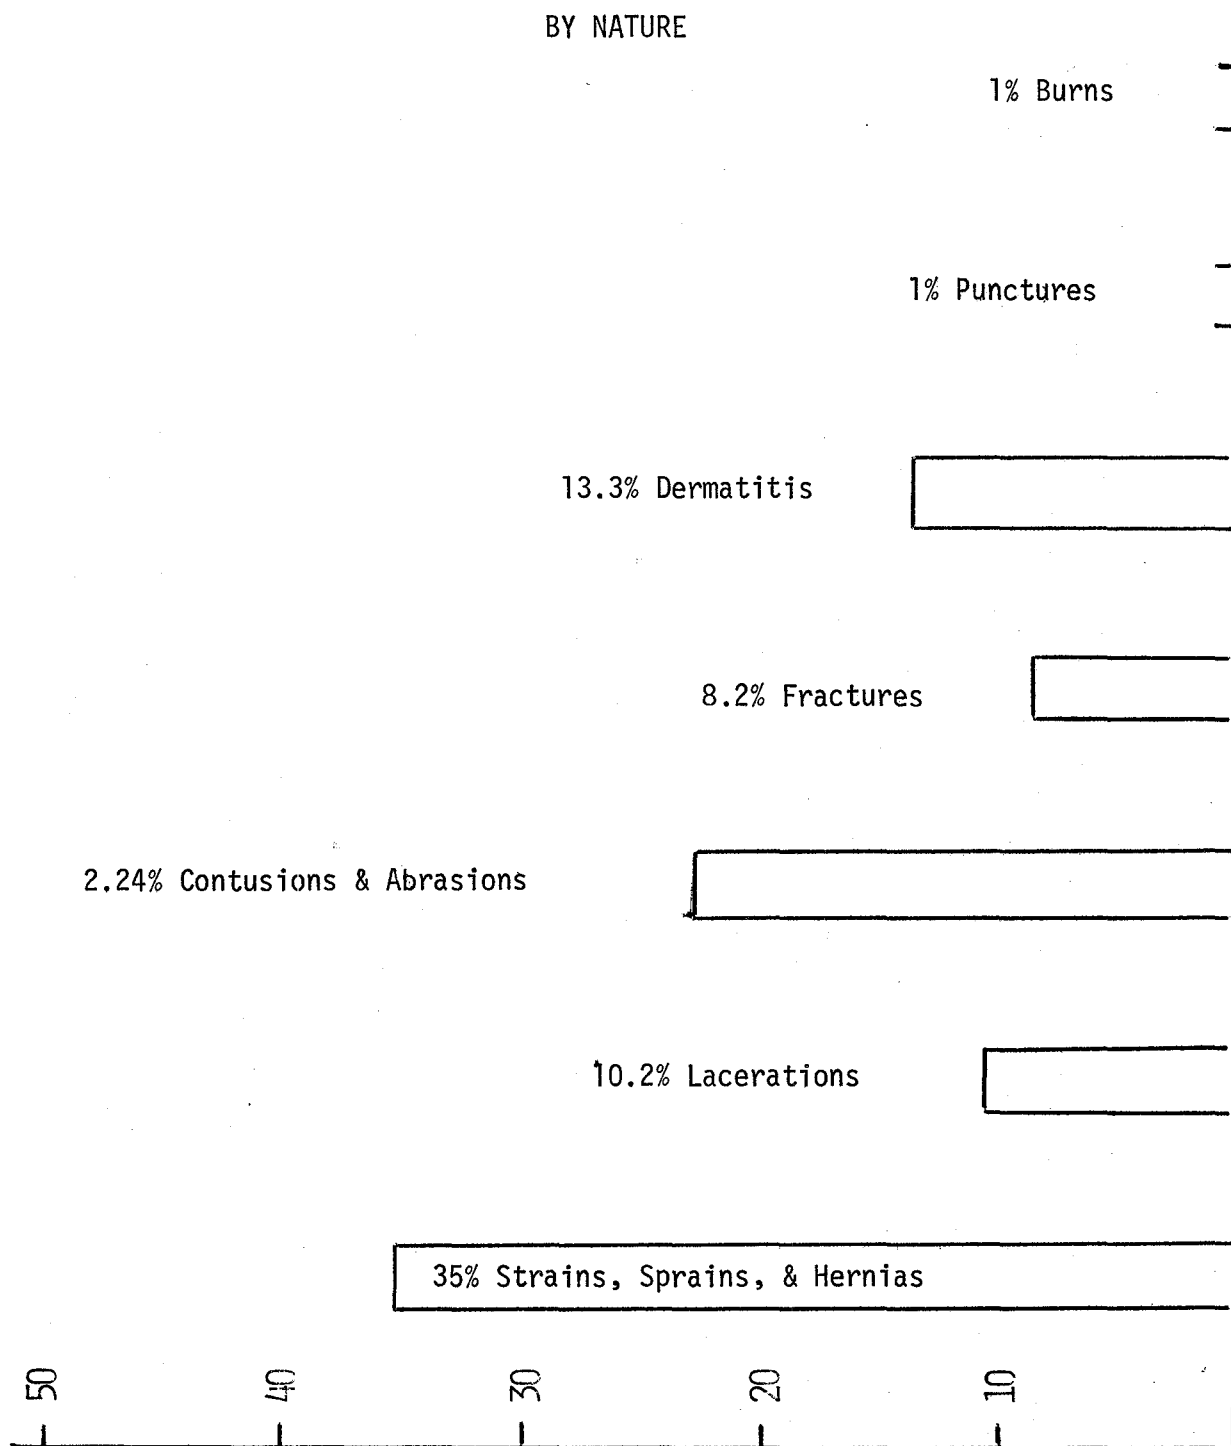 BY NATURE
1% Burns
1% Punctures
13.3% Dermatitis
8.2% Fractures
2.24% Contusions & Abrasions
10.2% Lacerations
35% Strains, Sprains, & Hernias
50 40 30 20 10